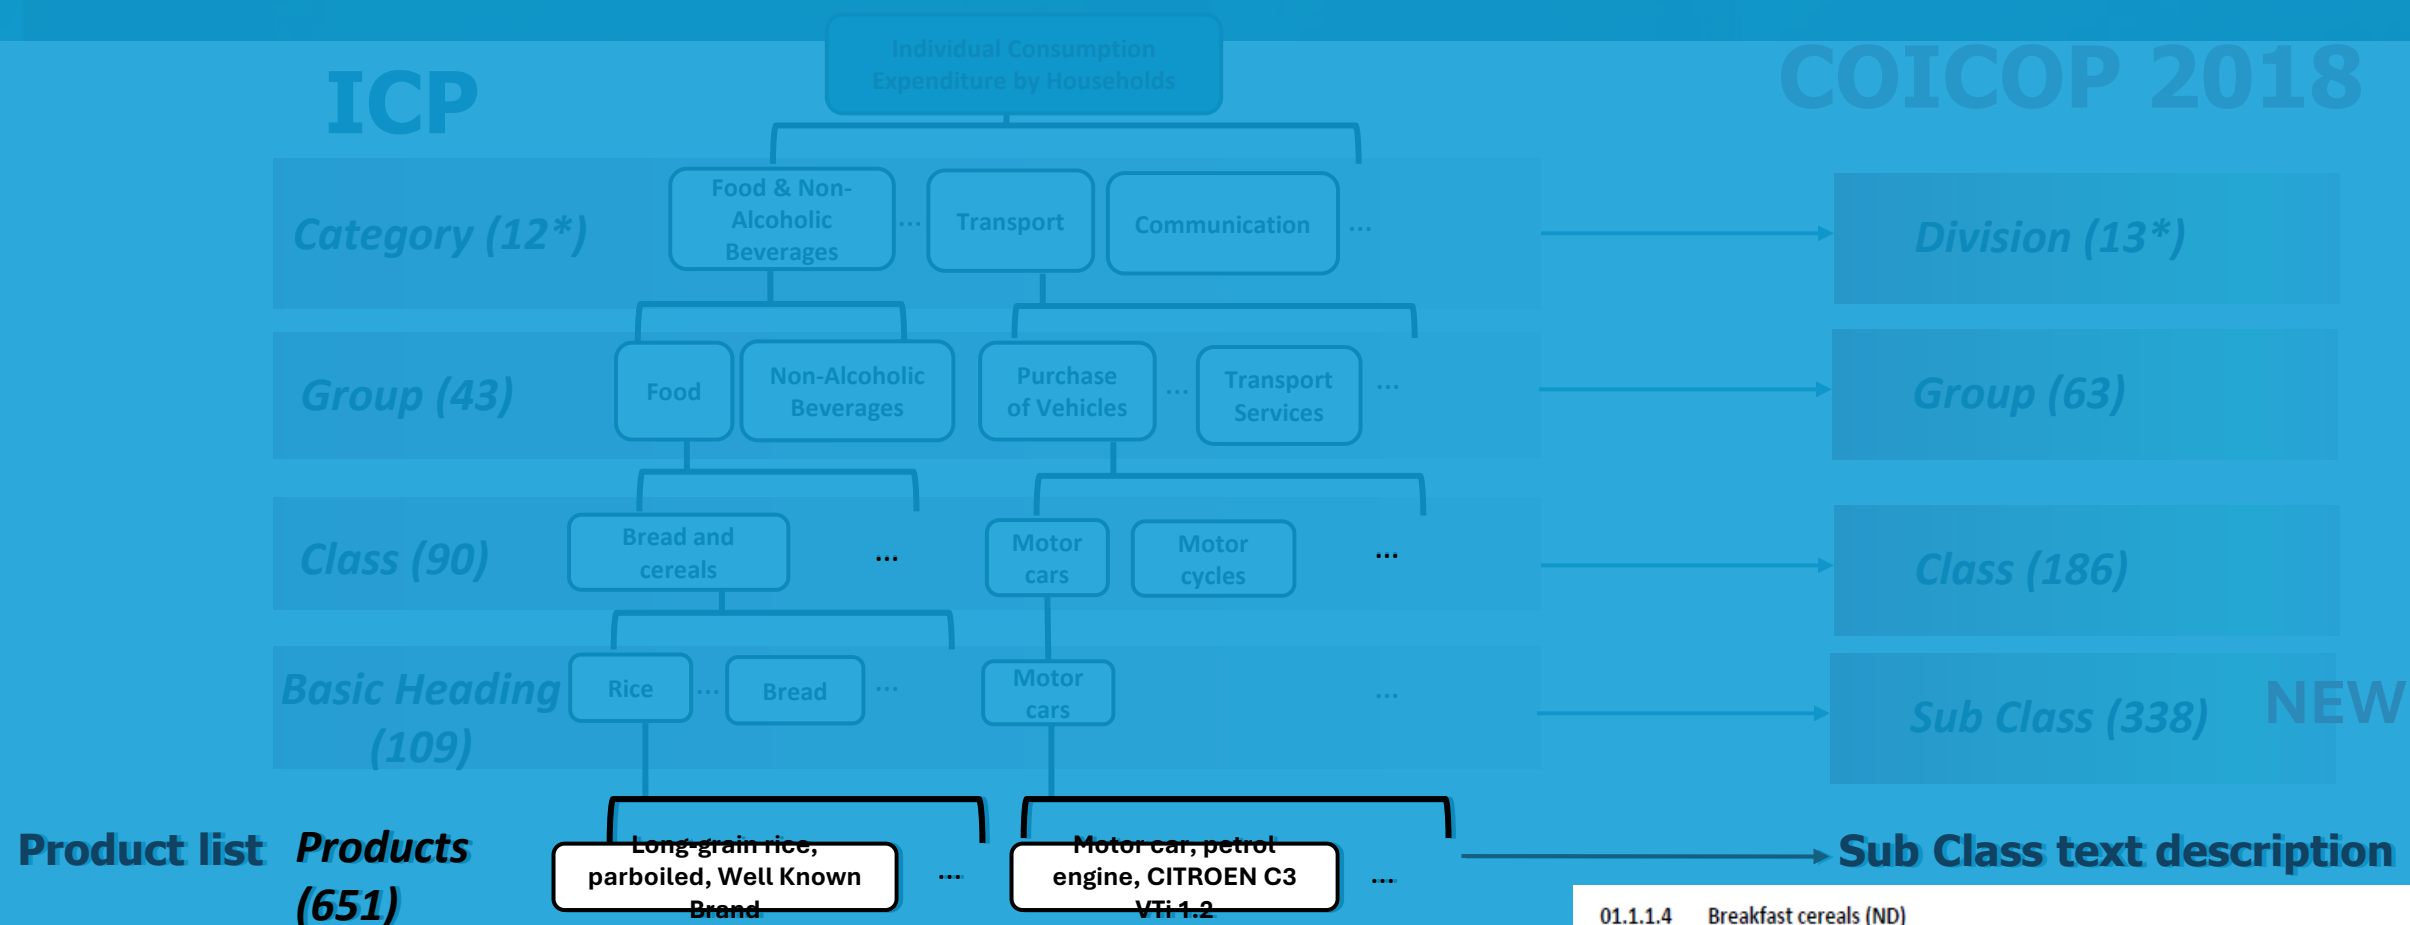 Individual Consumption
Expenditure by Households
ICP
COICOP 2018
Category (12*)
Food & Non-
Alcoholic
Beverages
...
Transport
Communication
...
Division (13*)
Group (43)
Food
Non-Alcoholic
Beverages
Purchase
of Vehicles
...
Transport
Services
...
Group (63)
Class (90)
Bread and
cereals
...
Motor
cars
Motor
cycles
...
Class (186)
Basic Heading
(109)
Rice
...
Bread
...
Motor
cars
...
Sub Class (338)
NEW
Product list
Products
(651)
Long-grain rice,
parboiled, Well Known
Brand
...
Motor car, petrol
engine, CITROEN C3
VTi 1.2
...
Sub Class text description
01.1.1.4 Breakfast cereals (ND)